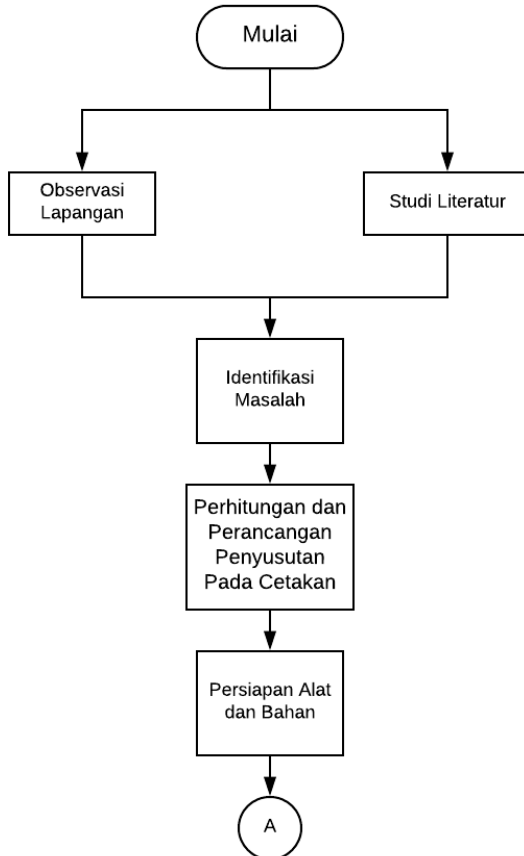 Mulai
Observasi
Lapangan
Studi Literatur
Identifikasi
Masalah
Perhitungan dan
Perancangan
Penyusutan
Pada Cetakan
Persiapan Alat
dan Bahan
A